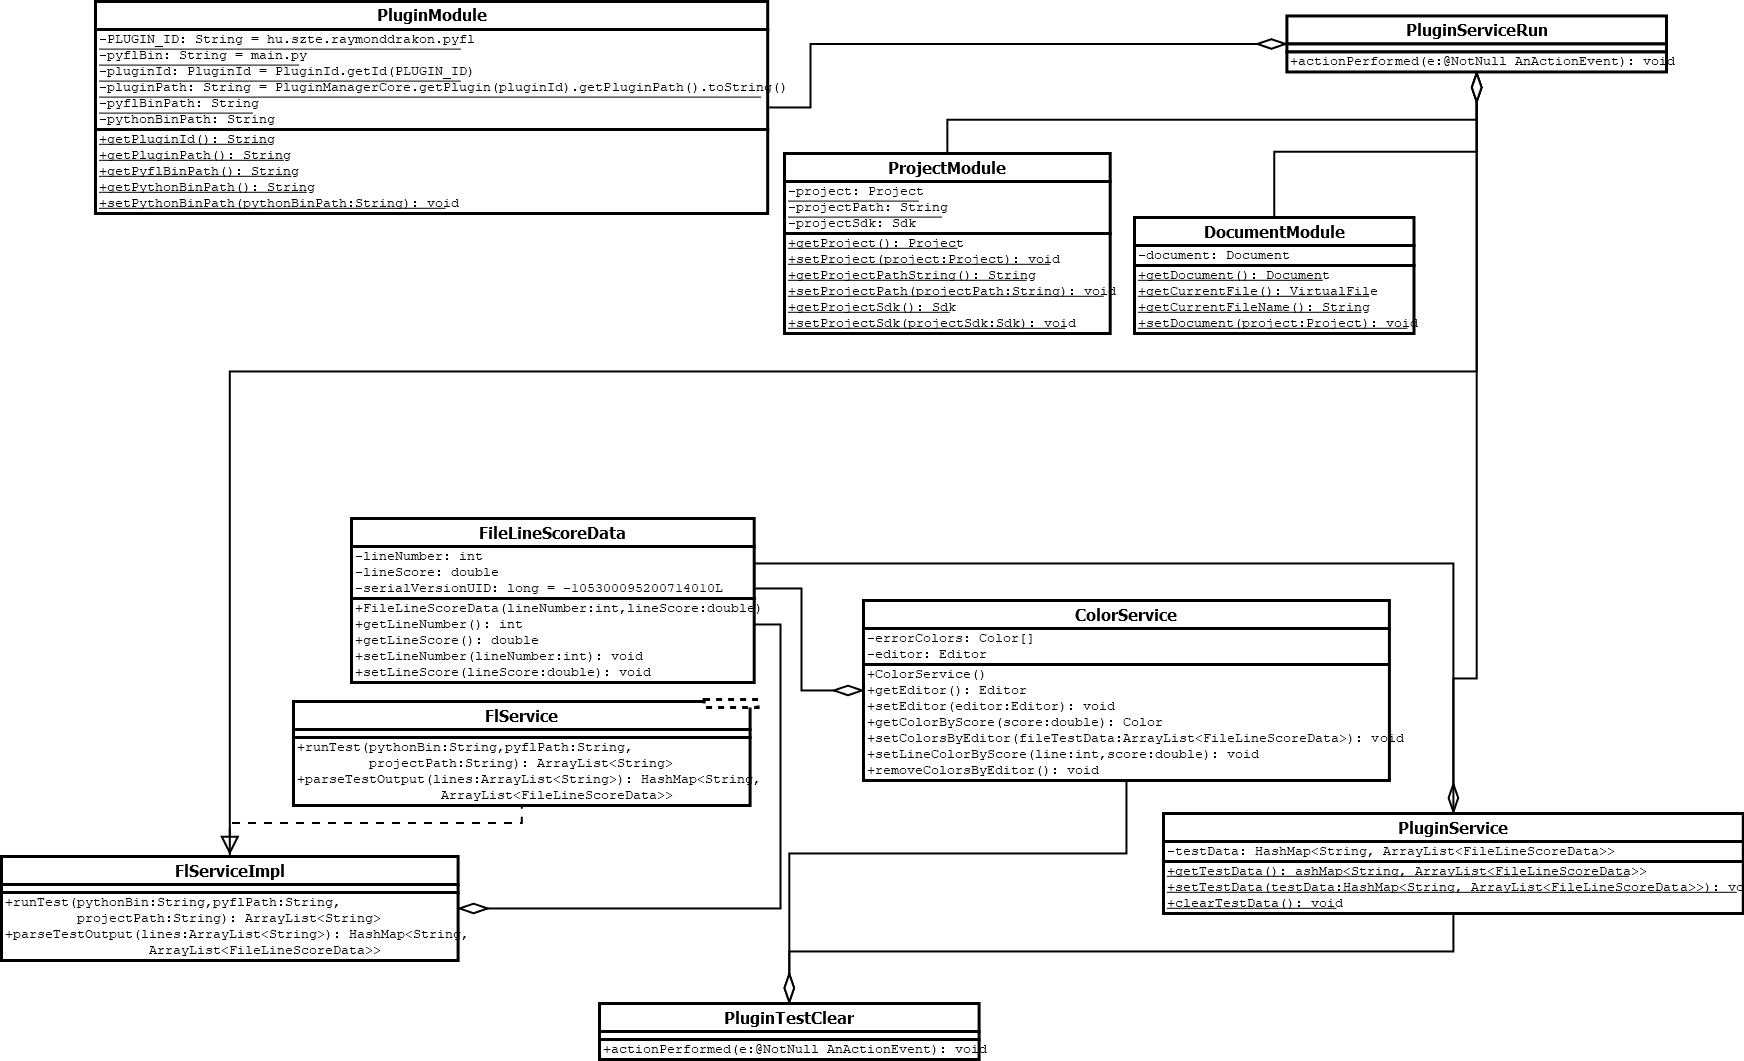 PluginModule
-PLUGIN_ID: String = hu.szte.raymonddrakon.pyfl
-pyflBin: String = main.py
-pluginId: PluginId = PluginId.getId(PLUGIN_ID)
-pluginPath: String = PluginManagerCore.getPlugin(pluginId).getPluginPath().toString()
-pyflBinPath: String
-pythonBinPath: String
+getPluginId(): String
+getPluginPath(): String
+getPyflBinPath(): String
+getPythonBinPath(): String
+setPythonBinPath(pythonBinPath:String): void
PluginServiceRun
+actionPerformed(e:@NotNull AnActionEvent): void
ProjectModule
-project: Project
-projectPath: String
-projectSdk: Sdk
+getProject(): Project
+setProject(project:Project): void
+getProjectPathString(): String
+setProjectPath(projectPath:String): void
+getProjectSdk(): Sdk
+setProjectSdk(projectSdk:Sdk): void
DocumentModule
-document: Document
+getDocument(): Document
+getCurrentFile(): VirtualFile
+getCurrentFileName(): String
+setDocument(project:Project): void
FileLineScoreData
-lineNumber: int
-lineScore: double
-serialVersionUID: long = -105300095200714010L
+FileLineScoreData(lineNumber:int,lineScore:double)
+getLineNumber(): int
+getLineScore(): double
+setLineNumber(lineNumber:int): void
+setLineScore(lineScore:double): void
ColorService
-errorColors: Color[]
-editor: Editor
+ColorService()
+getEditor(): Editor
+setEditor(editor:Editor): void
+getColorByScore(score:double): Color
+setColorsByEditor(fileTestData:ArrayList<FileLineScoreData>): void
+setLineColorByScore(line:int,score:double): void
+removeColorsByEditor(): void
FlService
+runTest(pythonBin:String,pyflPath:String,
projectPath:String): ArrayList<String>
+parseTestOutput(lines:ArrayList<String>): HashMap<String,
ArrayList<FileLineScoreData>>
PluginService
-testData: HashMap<String, ArrayList<FileLineScoreData>>
+getTestData(): ashMap<String, ArrayList<FileLineScoreData>>
+setTestData(testData:HashMap<String, ArrayList<FileLineScoreData>>): vo
+clearTestData(): void
FlServiceImpl
+runTest(pythonBin:String,pyflPath:String,
projectPath:String): ArrayList<String>
+parseTestOutput(lines:ArrayList<String>): HashMap<String,
ArrayList<FileLineScoreData>>
PluginTestClear
+actionPerformed(e:@NotNull AnActionEvent): void